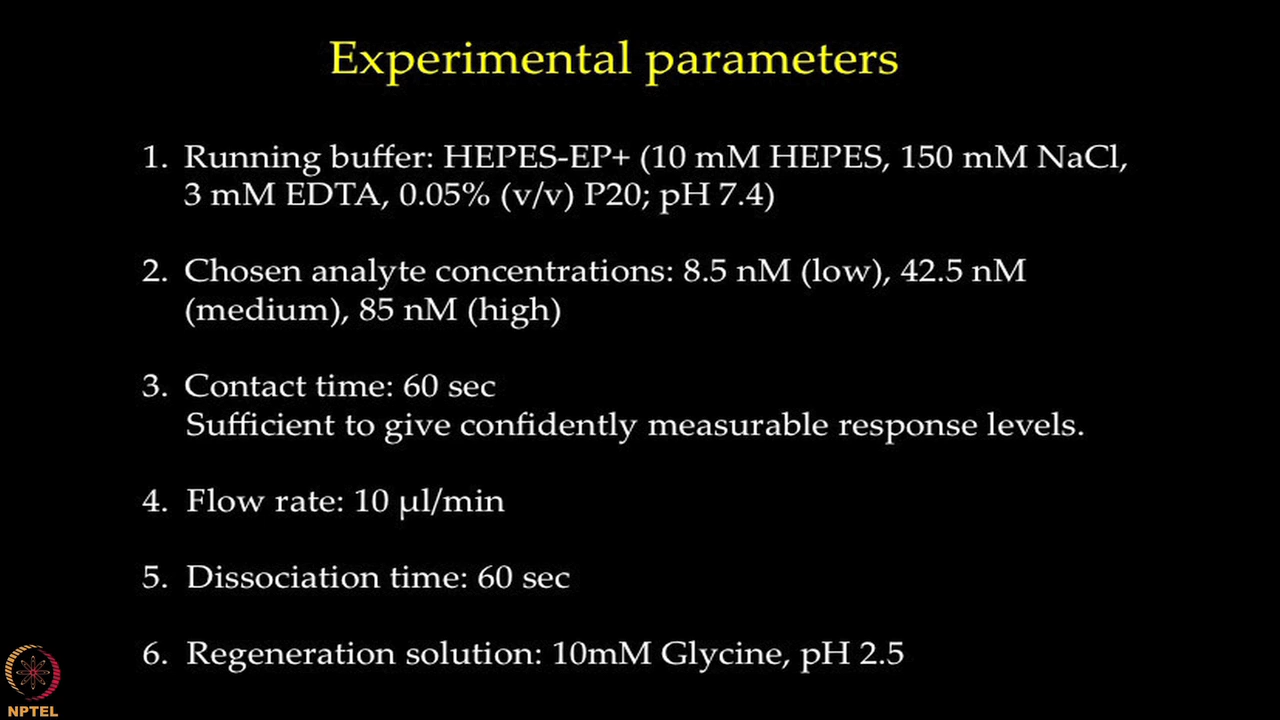 Experimental parameters
1. Running buffer: HEPES-EP+ (10 mM HEPES, 150 mM NaCl,
3 mM EDTA, 0.05% (v/v) P20; pH 7.4)
2. Chosen analyte concentrations: 8.5 nM (low), 42.5 nM
(medium), 85 nM (high)
3. Contact time: 60 sec
Sufficient to give confidently measurable response levels.
4. Flow rate: 10 µl/min
5. Dissociation time: 60 sec
6. Regeneration solution: 10mM Glycine, pH 2.5
NPTEL